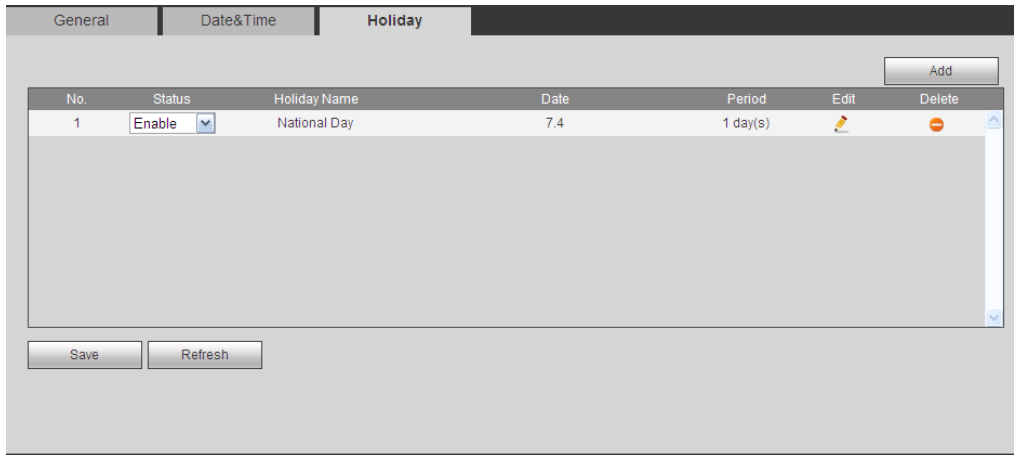 General Date&Time Holiday
Add
No. Status Holiday Name Date Period Edit Delete
1 Enable National Day 7.4 1 day(s)
Save Refresh